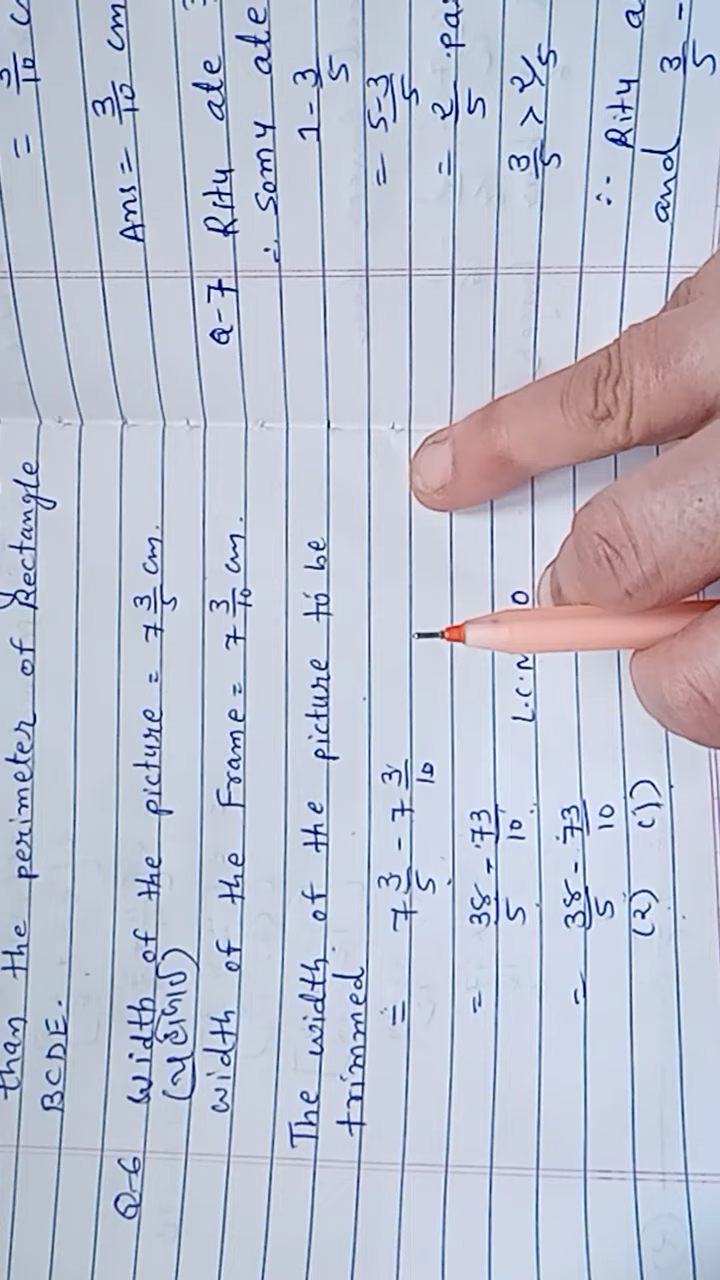 than the perimeter of Rectangle
BCDE.
Q-6 Width of the picture = 7 3/5 cm.
width of the Frame = 7 3/10 cm.
The width of the picture to be
trimmed
= 7 3/5 - 7 3/10
= 38/5 - 73/10
L.C.M
= 38/5 - 73/10
(2) (1)
= 3/10 c
Ans = 3/10 cm
Q-7 Ritu ate
∴ Somy ate
1 - 3/5
= 5-3/5
= 2/5 pa
3/5 > 2/5
∴ Ritu a
and 3/5 -